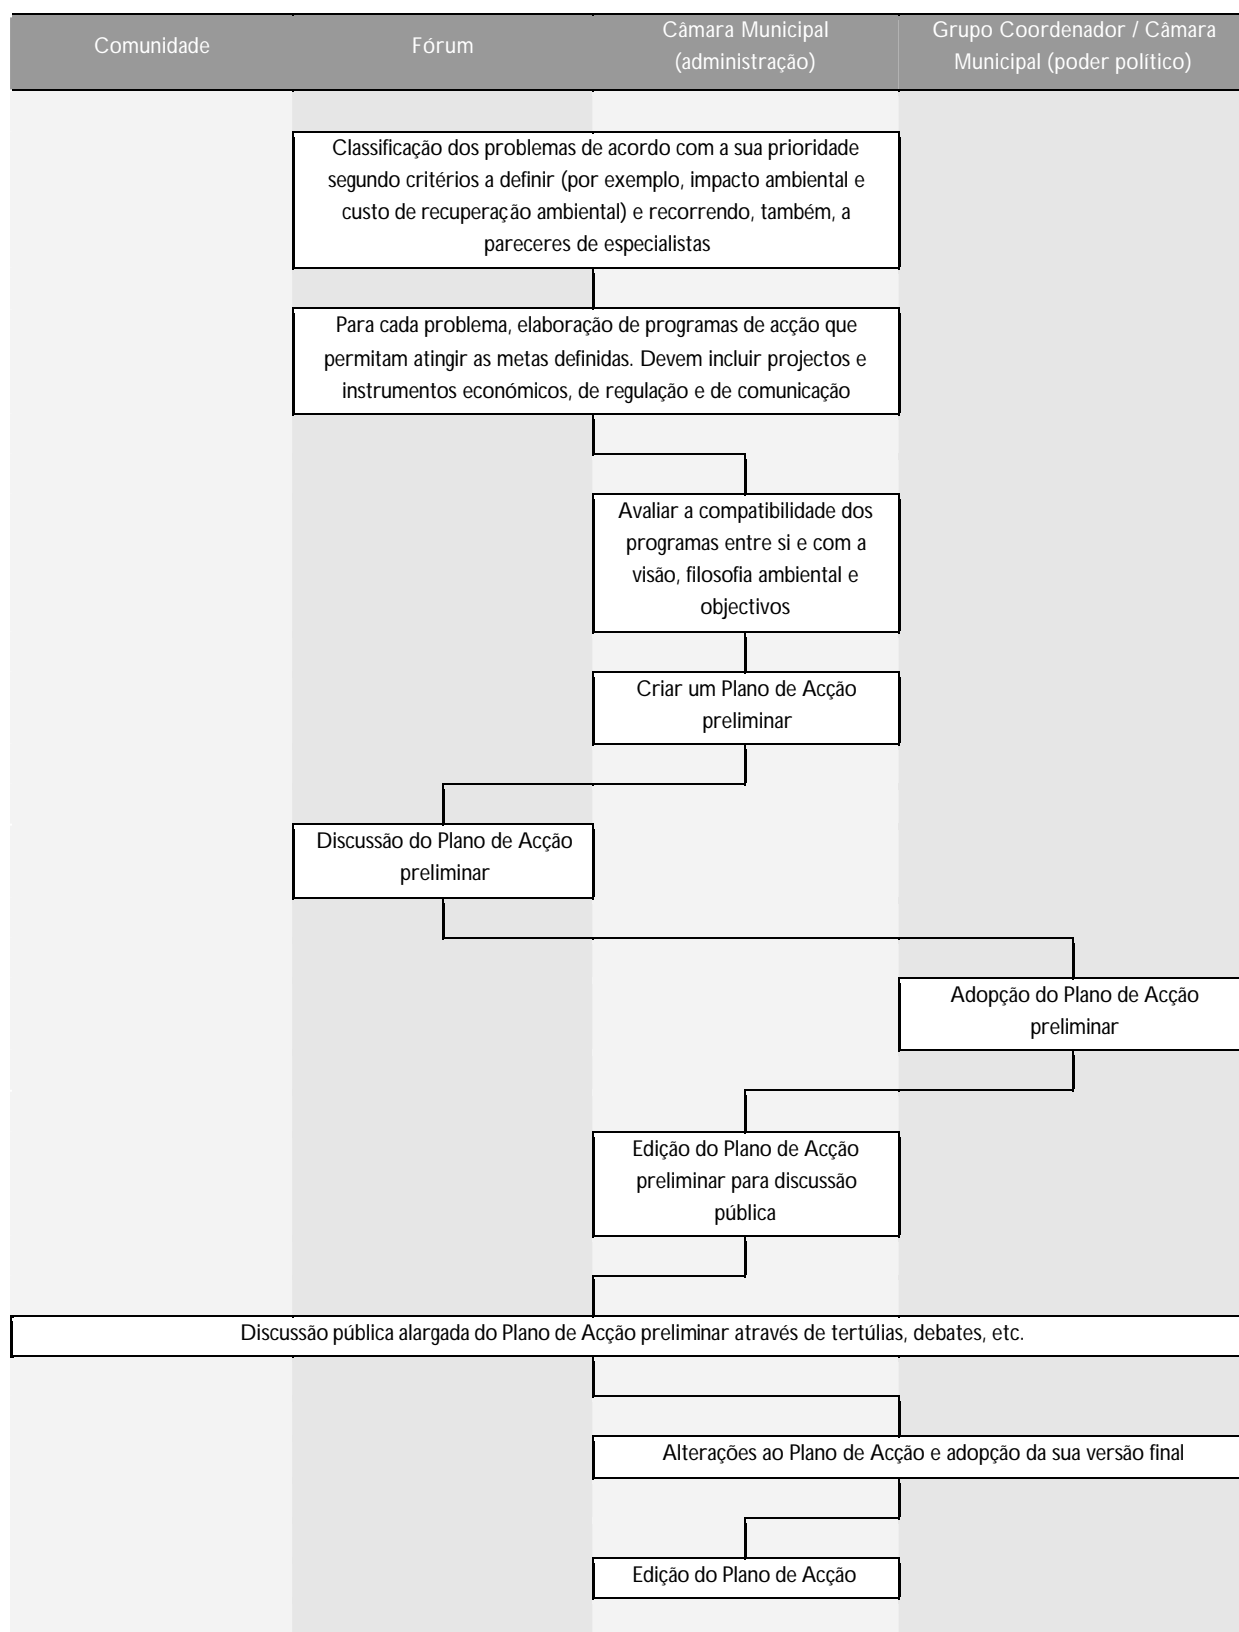 Comunidade
Fórum
Câmara Municipal
(administração)
Grupo Coordenador / Câmara
Municipal (poder político)
Classificação dos problemas de acordo com a sua prioridade
segundo critérios a definir (por exemplo, impacto ambiental e
custo de recuperação ambiental) e recorrendo, também, a
pareceres de especialistas
Para cada problema, elaboração de programas de acção que
permitam atingir as metas definidas. Devem incluir projectos e
instrumentos económicos, de regulação e de comunicação
Avaliar a compatibilidade dos
programas entre si e com a
visão, filosofia ambiental e
objectivos
Criar um Plano de Acção
preliminar
Discussão do Plano de Acção
preliminar
Adopção do Plano de Acção
preliminar
Edição do Plano de Acção
preliminar para discussão
pública
Discussão pública alargada do Plano de Acção preliminar através de tertúlias, debates, etc.
Alterações ao Plano de Acção e adopção da sua versão final
Edição do Plano de Acção